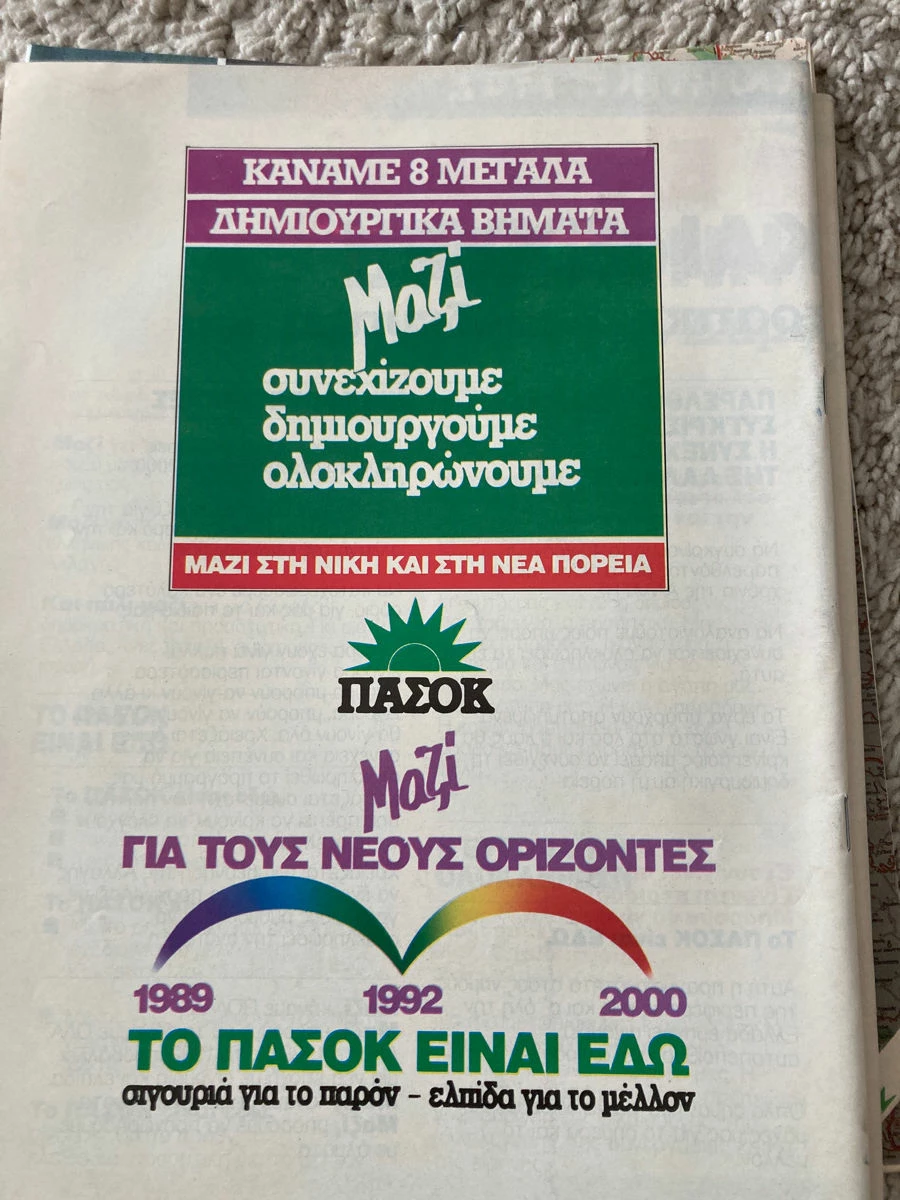 ΚΑΝΑΜΕ 8 ΜΕΓΑΛΑ
ΔΗΜΙΟΥΡΓΙΚΑ ΒΗΜΑΤΑ
Μαζί
συνεχίζουμε
δημιουργούμε
ολοκληρώνουμε
ΜΑΖΙ ΣΤΗ ΝΙΚΗ ΚΑΙ ΣΤΗ ΝΕΑ ΠΟΡΕΙΑ
ΠΑΣΟΚ
Μαζί
ΓΙΑ ΤΟΥΣ ΝΕΟΥΣ ΟΡΙΖΟΝΤΕΣ
1989 1992 2000
ΤΟ ΠΑΣΟΚ ΕΙΝΑΙ ΕΔΩ
σιγουριά για το παρόν – ελπίδα για το μέλλον